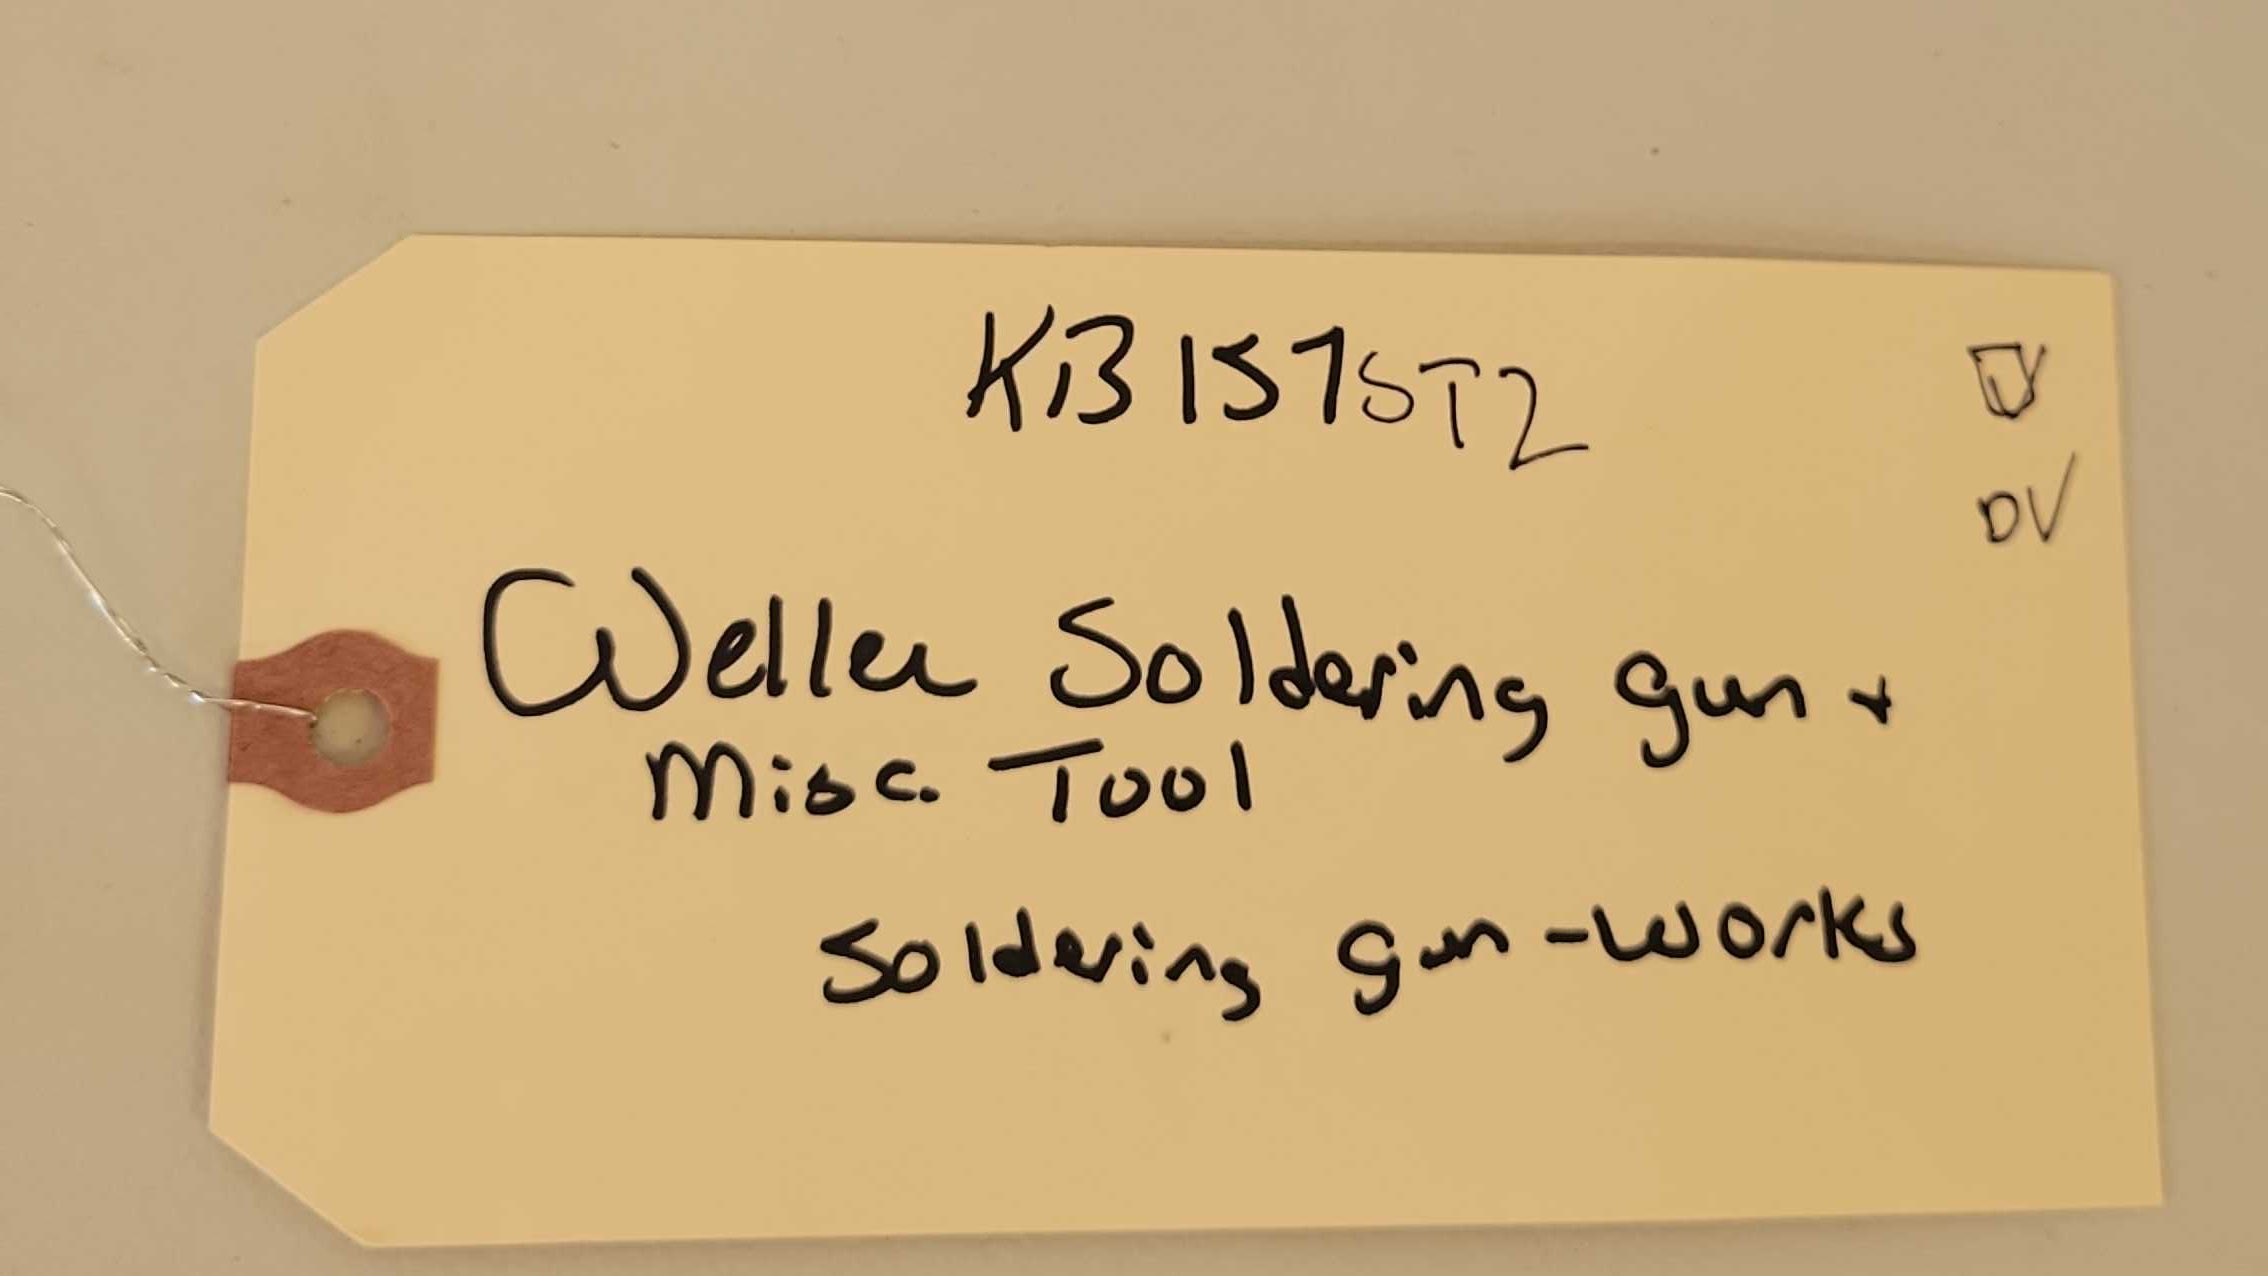 KB157ST2
DV
Weller Soldering gun +
Misc. Tool
Soldering gun - Works